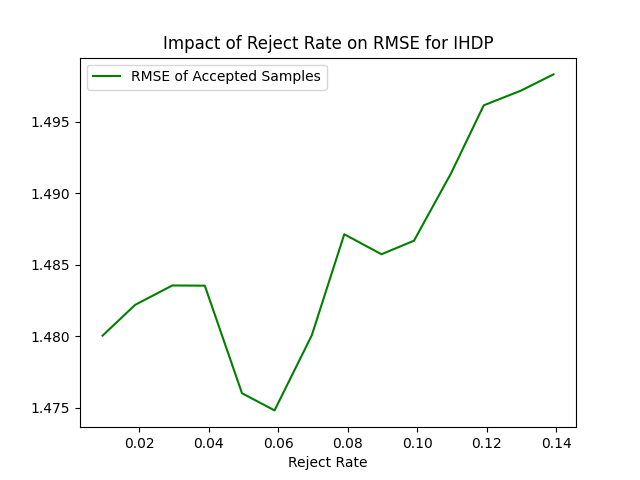 Impact of Reject Rate on RMSE for IHDP
RMSE of Accepted Samples
1.495
1.490
1.485
1.480
1.475
0.02 0.04 0.06 0.08 0.10 0.12 0.14
Reject Rate